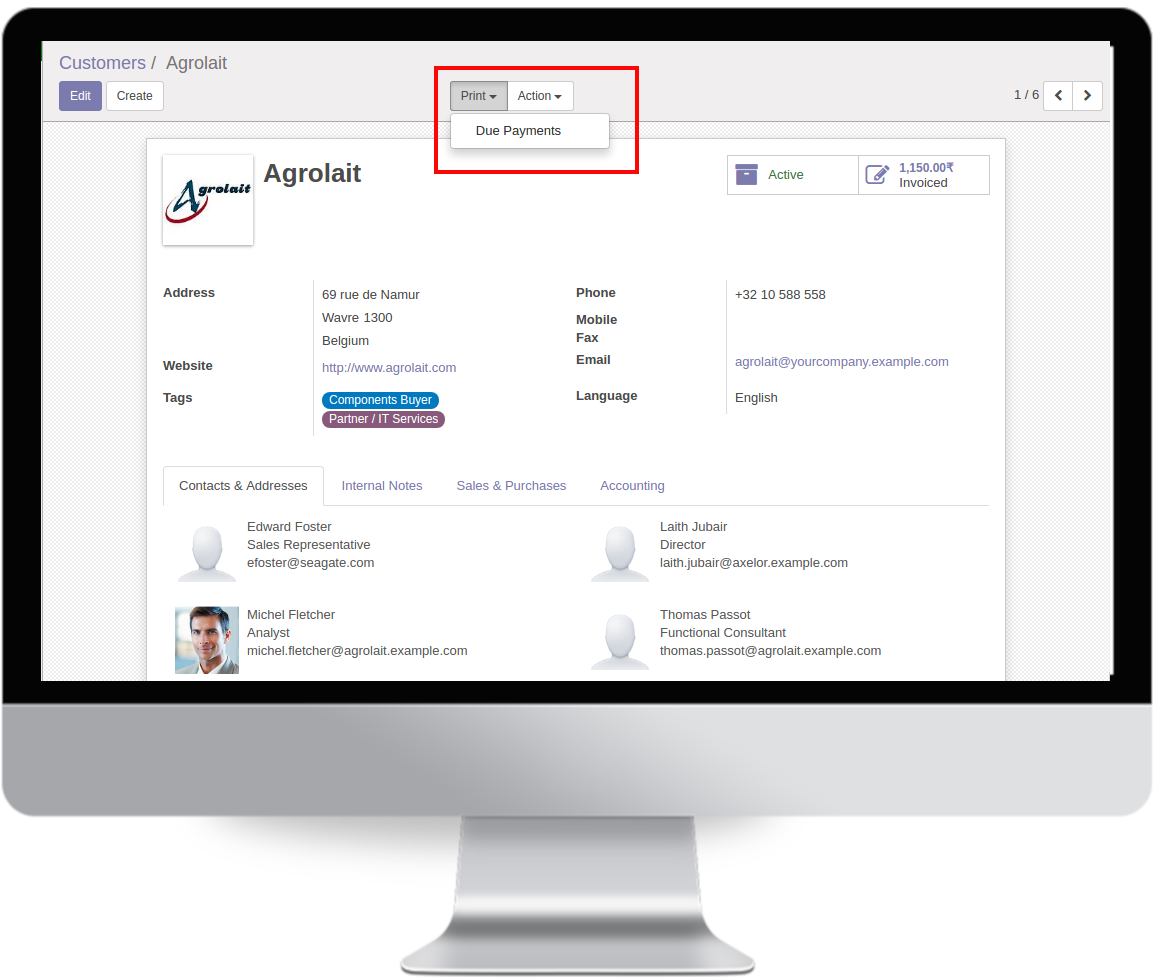 Customers / Agrolait
Edit Create Print Action 1 / 6
Due Payments
Agrolait Agrolait
Active
1,150.00₹
Invoiced
Address
69 rue de Namur
Wavre 1300
Belgium
Website http://www.agrolait.com
Tags
Components Buyer
Partner / IT Services
Phone +32 10 588 558
Mobile
Fax
Email agrolait@yourcompany.example.com
Language English
Contacts & Addresses Internal Notes Sales & Purchases Accounting
Edward Foster
Sales Representative
efoster@seagate.com
Laith Jubair
Director
laith.jubair@axelor.example.com
Michel Fletcher
Analyst
michel.fletcher@agrolait.example.com
Thomas Passot
Functional Consultant
thomas.passot@agrolait.example.com